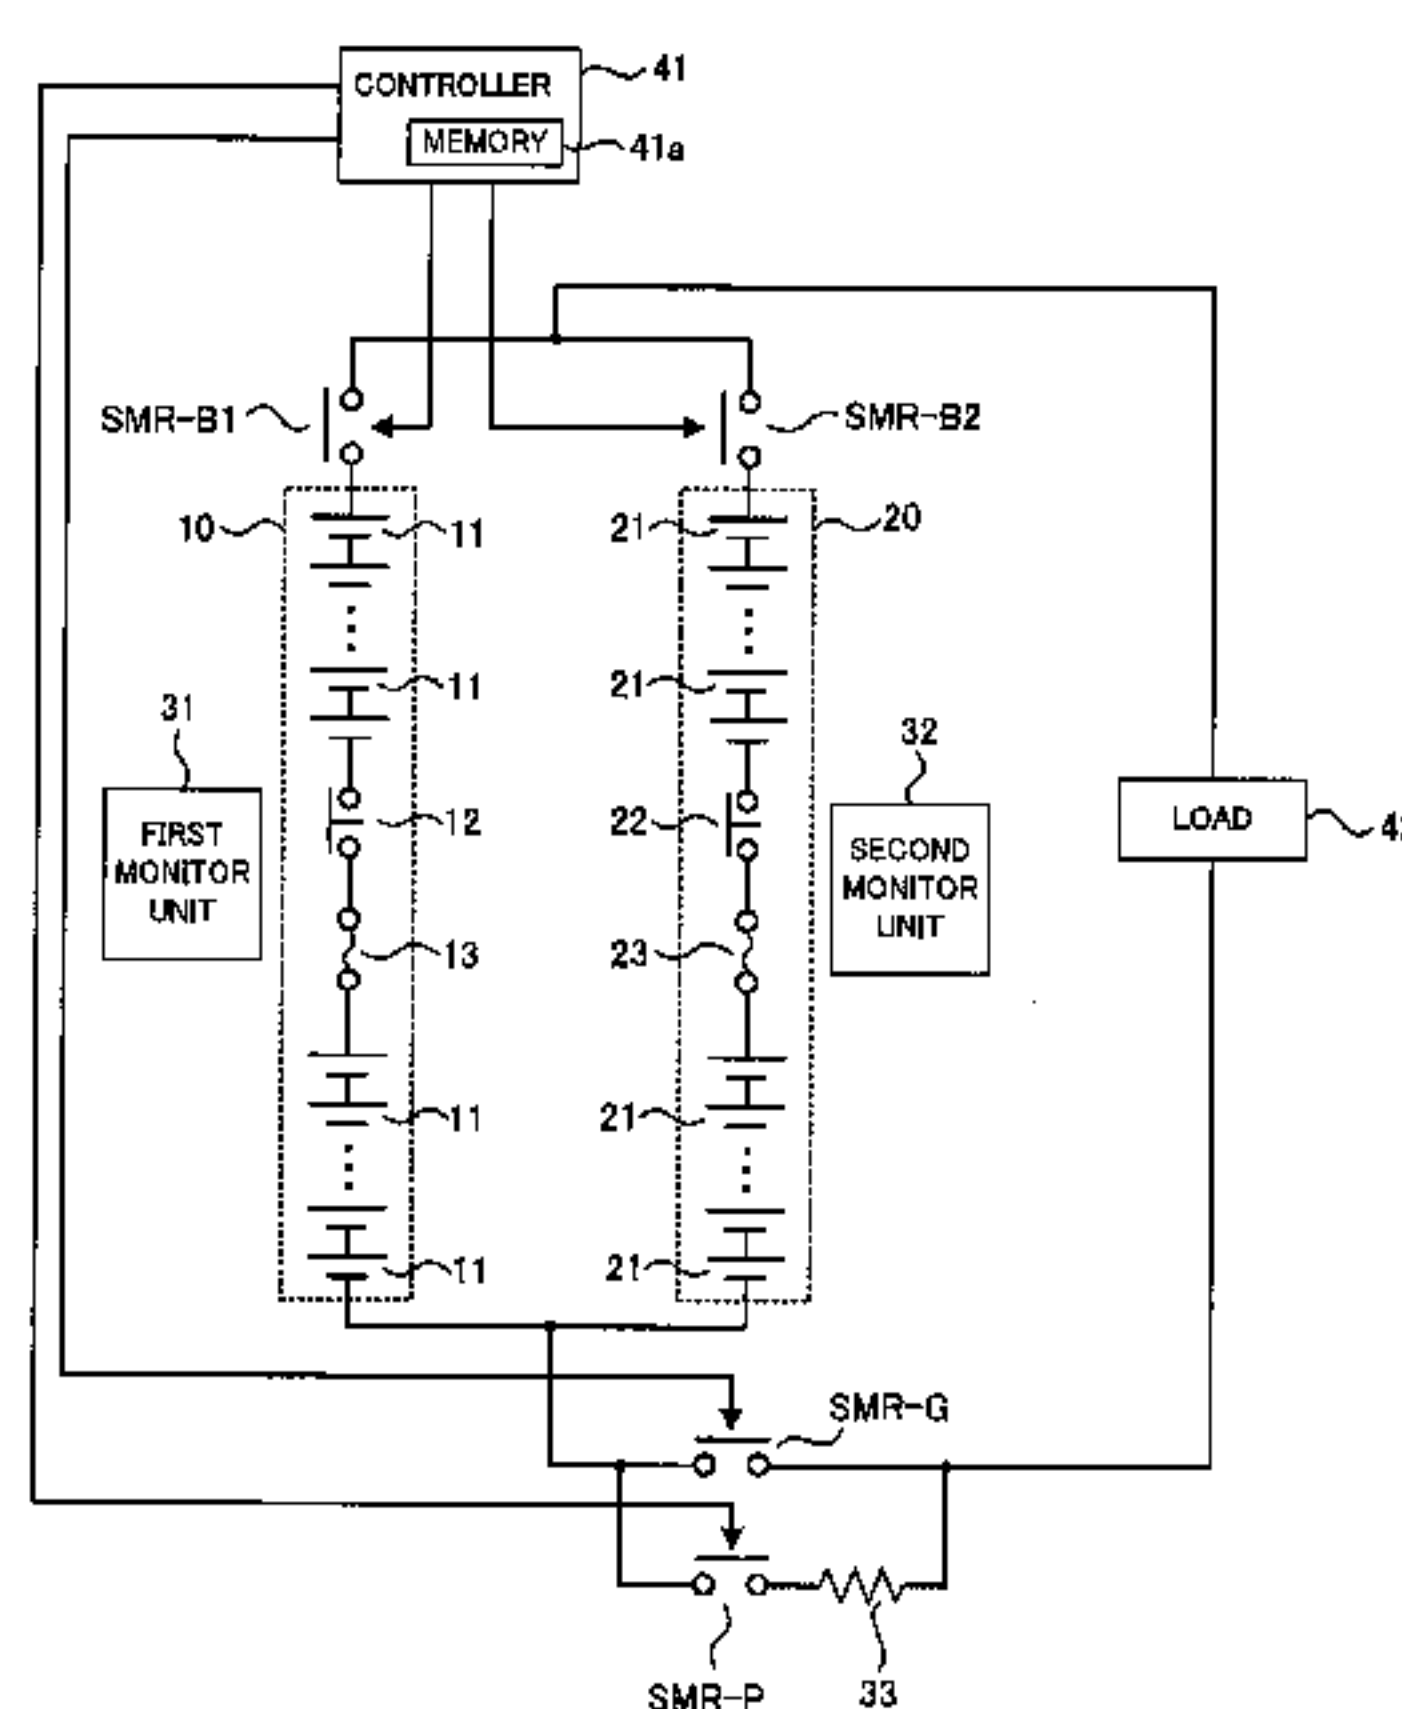 CONTROLLER
41
MEMORY
41a
SMR-B1
SMR-B2
10
11
21
20
11
21
31
32
FIRST
MONITOR
UNIT
12
22
SECOND
MONITOR
UNIT
LOAD
13
23
11
21
11
21
SMR-G
SMR-P
33